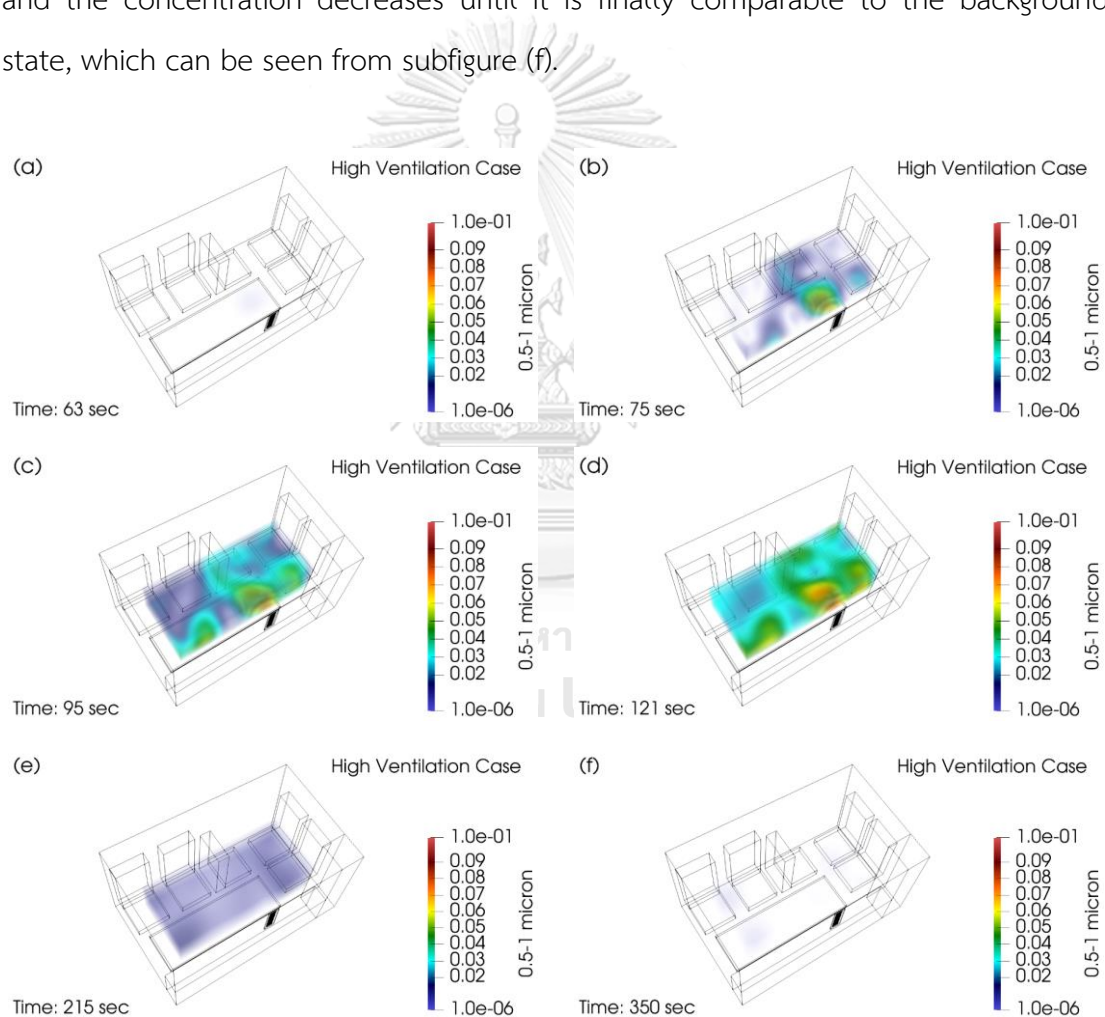 and the concentration decreases until it is finally comparable to the background
state, which can be seen from subfigure (f).
(a) High Ventilation Case
1.0e-01
0.09
0.08
0.07
0.06
0.05
0.04
0.03
0.02
1.0e-06
0.5-1 micron
Time: 63 sec
(b) High Ventilation Case
1.0e-01
0.09
0.08
0.07
0.06
0.05
0.04
0.03
0.02
1.0e-06
0.5-1 micron
Time: 75 sec
(c) High Ventilation Case
1.0e-01
0.09
0.08
0.07
0.06
0.05
0.04
0.03
0.02
1.0e-06
0.5-1 micron
Time: 95 sec
(d) High Ventilation Case
1.0e-01
0.09
0.08
0.07
0.06
0.05
0.04
0.03
0.02
1.0e-06
0.5-1 micron
Time: 121 sec
(e) High Ventilation Case
1.0e-01
0.09
0.08
0.07
0.06
0.05
0.04
0.03
0.02
1.0e-06
0.5-1 micron
Time: 215 sec
(f) High Ventilation Case
1.0e-01
0.09
0.08
0.07
0.06
0.05
0.04
0.03
0.02
1.0e-06
0.5-1 micron
Time: 350 sec